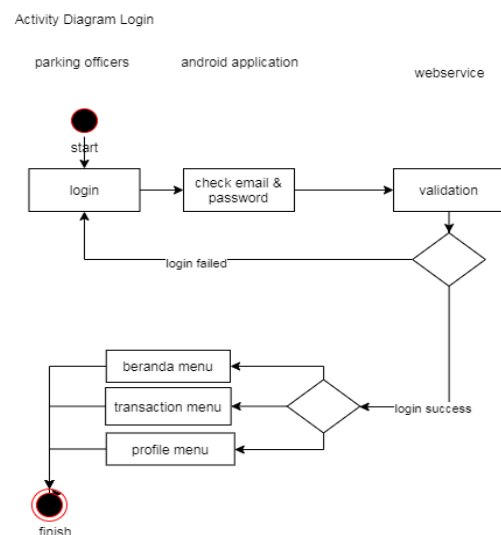 Activity Diagram Login
parking officers
android application
webservice
start
login
check email &
password
validation
login failed
beranda menu
transaction menu
login success
profile menu
finish